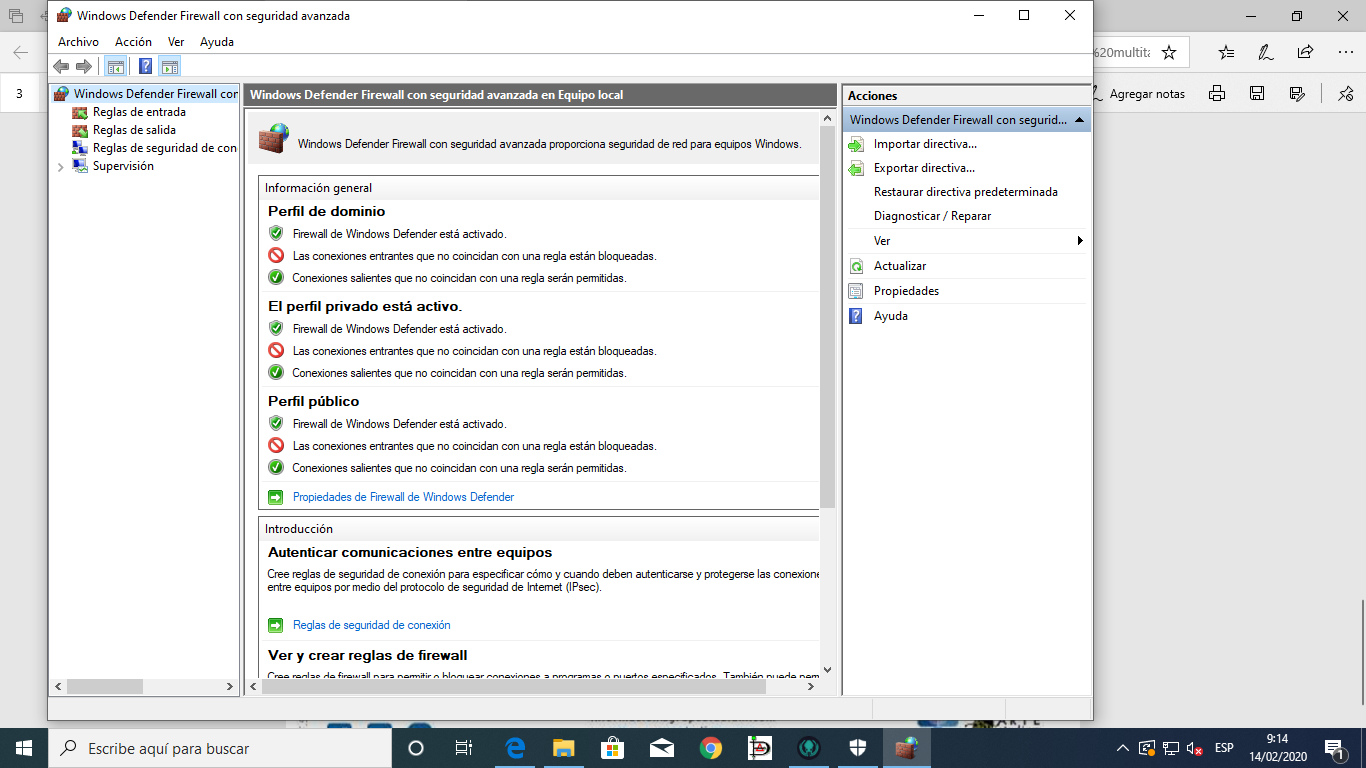 Windows Defender Firewall con seguridad avanzada
Archivo Acción Ver Ayuda
%20multita
3
Agregar notas
Windows Defender Firewall cor
Reglas de entrada
Reglas de salida
Reglas de seguridad de con
Supervisión
Windows Defender Firewall con seguridad avanzada en Equipo local
Windows Defender Firewall con seguridad avanzada proporciona seguridad de red para equipos Windows.
Información general
Perfil de dominio
Firewall de Windows Defender está activado.
Las conexiones entrantes que no coincidan con una regla están bloqueadas.
Conexiones salientes que no coincidan con una regla serán permitidas.
El perfil privado está activo.
Firewall de Windows Defender está activado.
Las conexiones entrantes que no coincidan con una regla están bloqueadas.
Conexiones salientes que no coincidan con una regla serán permitidas.
Perfil público
Firewall de Windows Defender está activado.
Las conexiones entrantes que no coincidan con una regla están bloqueadas.
Conexiones salientes que no coincidan con una regla serán permitidas.
Propiedades de Firewall de Windows Defender
Introducción
Autenticar comunicaciones entre equipos
Cree reglas de seguridad de conexión para especificar cómo y cuando deben autenticarse y protegerse las conexione
entre equipos por medio del protocolo de seguridad de Internet (IPsec).
Reglas de seguridad de conexión
Ver y crear reglas de firewall
Cree reglas de firewall para permitir o bloquear conexiones a programas o puertos especificados. También puede perm
Acciones
Windows Defender Firewall con segurid...
Importar directiva...
Exportar directiva...
Restaurar directiva predeterminada
Diagnosticar / Reparar
Ver
Actualizar
Propiedades
Ayuda
Escribe aquí para buscar
ESP
9:14
14/02/2020
1